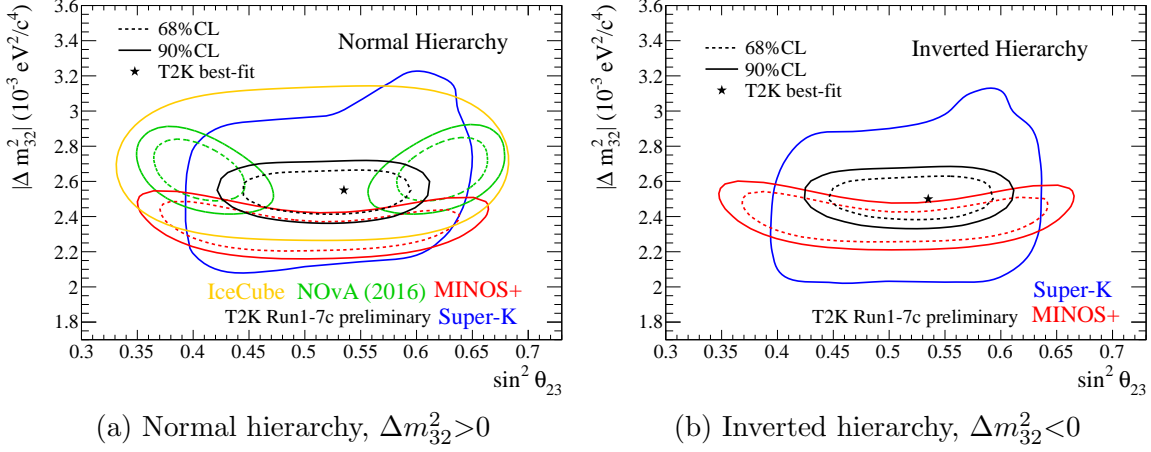 |Δ m²₃₂| (10⁻³ eV²/c⁴)
3.6
3.4
3.2
3
2.8
2.6
2.4
2.2
2
1.8
68%CL
90%CL
T2K best-fit
Normal Hierarchy
IceCube NOvA (2016) MINOS+
T2K Run1-7c preliminary Super-K
0.3 0.35 0.4 0.45 0.5 0.55 0.6 0.65 0.7
sin² θ₂₃
(a) Normal hierarchy, Δm²₃₂>0
|Δ m²₃₂| (10⁻³ eV²/c⁴)
3.6
3.4
3.2
3
2.8
2.6
2.4
2.2
2
1.8
68%CL
90%CL
T2K best-fit
Inverted Hierarchy
Super-K
T2K Run1-7c preliminary MINOS+
0.3 0.35 0.4 0.45 0.5 0.55 0.6 0.65 0.7
sin² θ₂₃
(b) Inverted hierarchy, Δm²₃₂<0